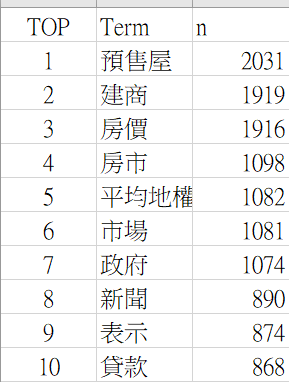 TOP Term n
1 預售屋 2031
2 建商 1919
3 房價 1916
4 房市 1098
5 平均地權 1082
6 市場 1081
7 政府 1074
8 新聞 890
9 表示 874
10 貸款 868